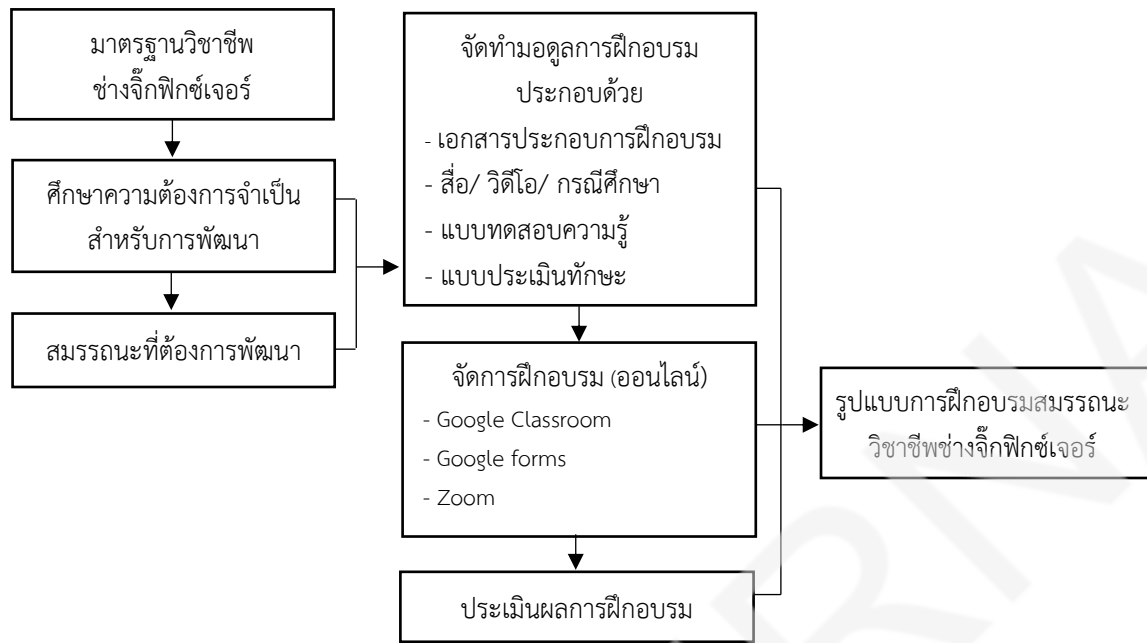 มาตรฐานวิชาชีพ
ช่างจิ๊กฟิกซ์เจอร์
ศึกษาความต้องการจำเป็น
สำหรับการพัฒนา
สมรรถนะที่ต้องการพัฒนา
จัดทำมอดูลการฝึกอบรม
ประกอบด้วย
- เอกสารประกอบการฝึกอบรม
- สื่อ/ วิดีโอ/ กรณีศึกษา
- แบบทดสอบความรู้
- แบบประเมินทักษะ
จัดการฝึกอบรม (ออนไลน์)
- Google Classroom
- Google forms
- Zoom
ประเมินผลการฝึกอบรม
รูปแบบการฝึกอบรมสมรรถนะ
วิชาชีพช่างจิ๊กฟิกซ์เจอร์